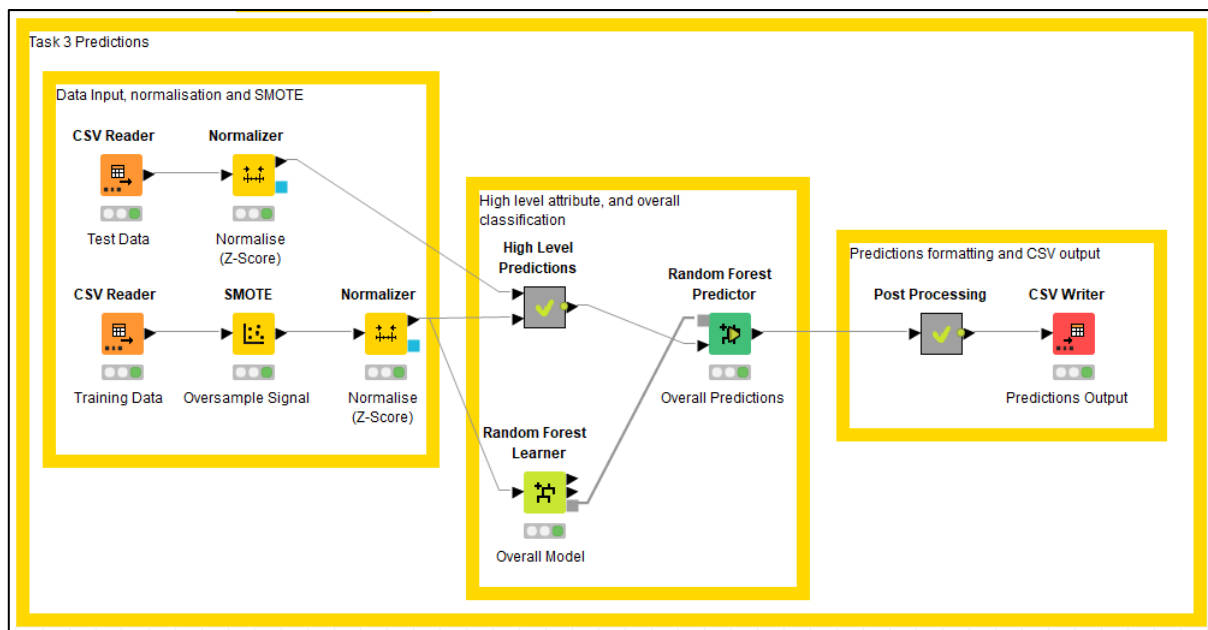 Task 3 Predictions
Data Input, normalisation and SMOTE
CSV Reader
Normalizer
Test Data
Normalise
(Z-Score)
CSV Reader
SMOTE
Normalizer
Training Data
Oversample Signal
Normalise
(Z-Score)
High level attribute, and overall
classification
High Level
Predictions
Random Forest
Predictor
Overall Predictions
Random Forest
Learner
Overall Model
Predictions formatting and CSV output
Post Processing
CSV Writer
Predictions Output